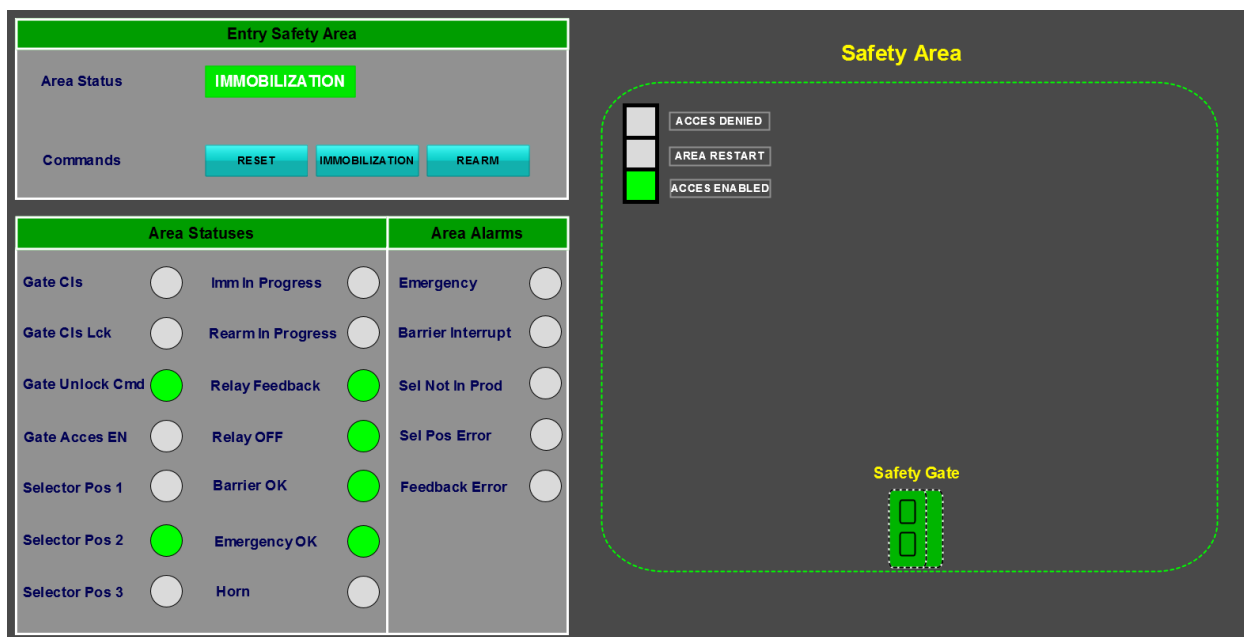 Entry Safety Area
Area Status
IMMOBILIZATION
Commands
RESET
IMMOBILIZATION
REARM
Area Statuses
Area Alarms
Gate Cls
Imm In Progress
Emergency
Gate Cls Lck
Rearm In Progress
Barrier Interrupt
Gate Unlock Cmd
Relay Feedback
Sel Not In Prod
Gate Acces EN
Relay OFF
Sel Pos Error
Selector Pos 1
Barrier OK
Feedback Error
Selector Pos 2
Emergency OK
Selector Pos 3
Horn
Safety Area
ACCES DENIED
AREA RESTART
ACCES ENABLED
Safety Gate